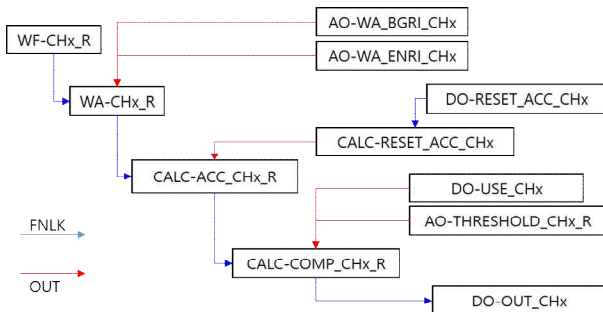 AO-WA_BGRI_CHx
WF-CHx_R
AO-WA_ENRI_CHx
WA-CHx_R
DO-RESET_ACC_CHx
CALC-RESET_ACC_CHx
CALC-ACC_CHx_R
DO-USE_CHx
AO-THRESHOLD_CHx_R
FNLK
CALC-COMP_CHx_R
OUT
DO-OUT_CHx